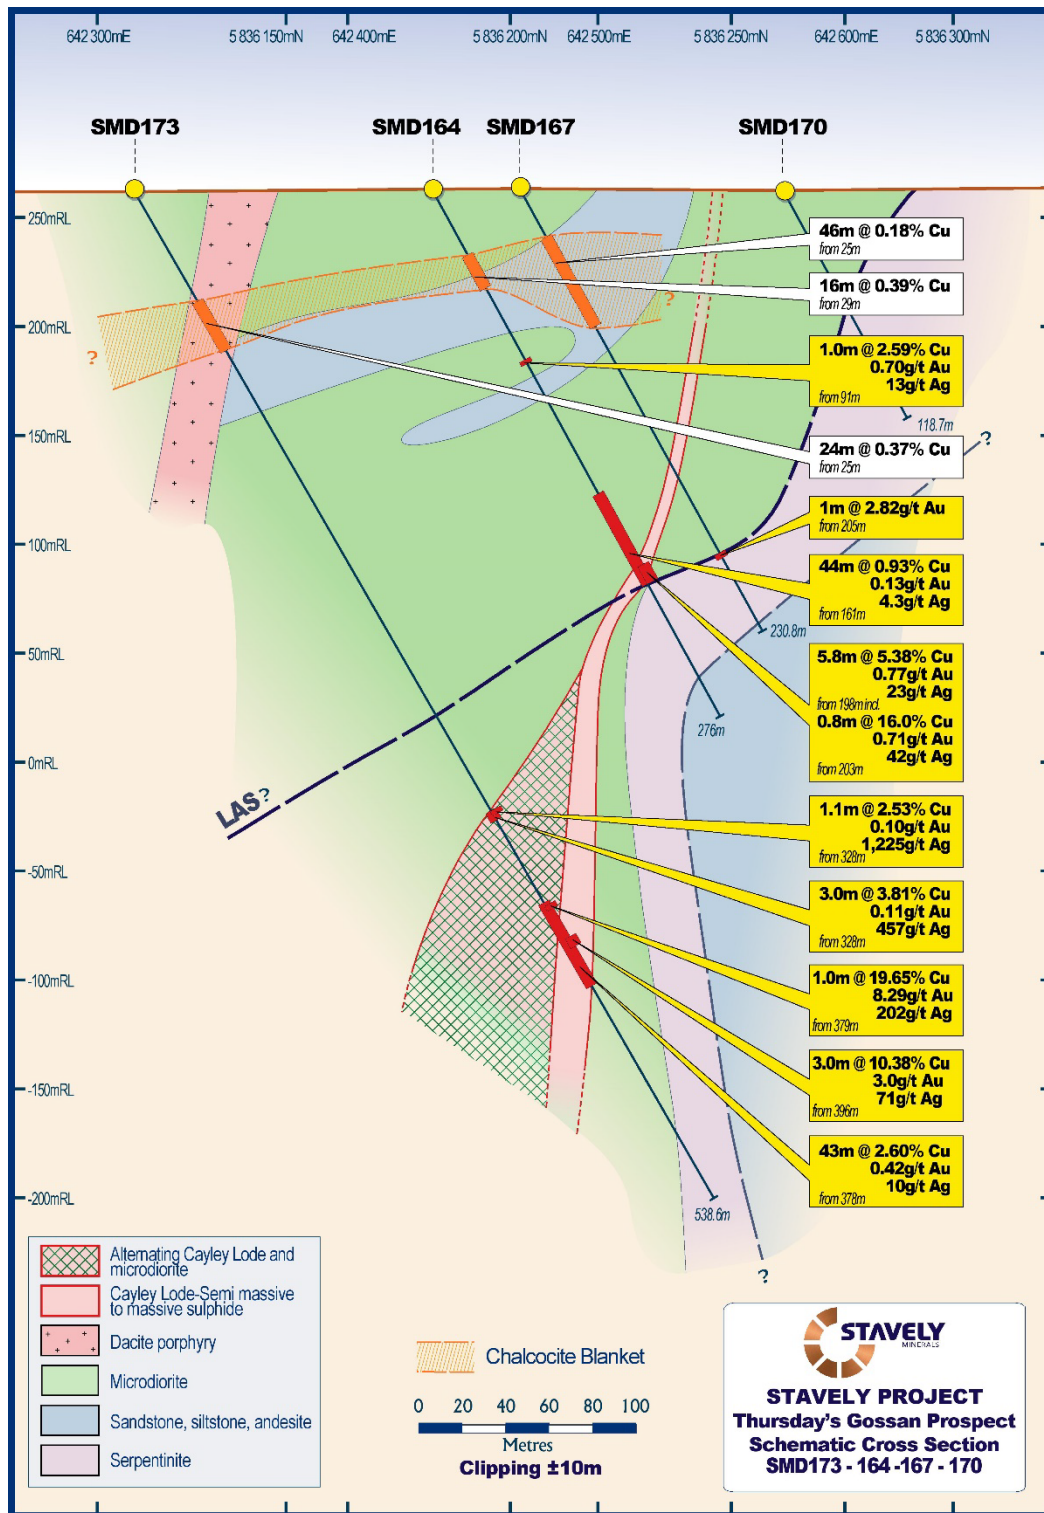 642 300mE
5 836 150mN
642 400mE
5 836 200mN
642 500mE
5 836 250mN
642 600mE
5 836 300mN
SMD173
SMD164
SMD167
SMD170
250mRL
200mRL
150mRL
100mRL
50mRL
0mRL
-50mRL
-100mRL
-150mRL
-200mRL
?
?
?
?
LAS?
118.7m
230.8m
276m
538.6m
46m @ 0.18% Cu
from 25m
16m @ 0.39% Cu
from 29m
1.0m @ 2.59% Cu
0.70g/t Au
13g/t Ag
from 91m
24m @ 0.37% Cu
from 25m
1m @ 2.82g/t Au
from 205m
44m @ 0.93% Cu
0.13g/t Au
4.3g/t Ag
from 161m
5.8m @ 5.38% Cu
0.77g/t Au
23g/t Ag
from 198m incl.
0.8m @ 16.0% Cu
0.71g/t Au
42g/t Ag
from 203m
1.1m @ 2.53% Cu
0.10g/t Au
1,225g/t Ag
from 328m
3.0m @ 3.81% Cu
0.11g/t Au
457g/t Ag
from 328m
1.0m @ 19.65% Cu
8.29g/t Au
202g/t Ag
from 379m
3.0m @ 10.38% Cu
3.0g/t Au
71g/t Ag
from 396m
43m @ 2.60% Cu
0.42g/t Au
10g/t Ag
from 378m
Alternating Cayley Lode and
microdiorite
Cayley Lode-Semi massive
to massive sulphide
Dacite porphyry
Microdiorite
Sandstone, siltstone, andesite
Serpentinite
Chalcocite Blanket
0 20 40 60 80 100
Metres
Clipping ±10m
STAVELY
MINERALS
STAVELY PROJECT
Thursday's Gossan Prospect
Schematic Cross Section
SMD173 - 164 -167 - 170